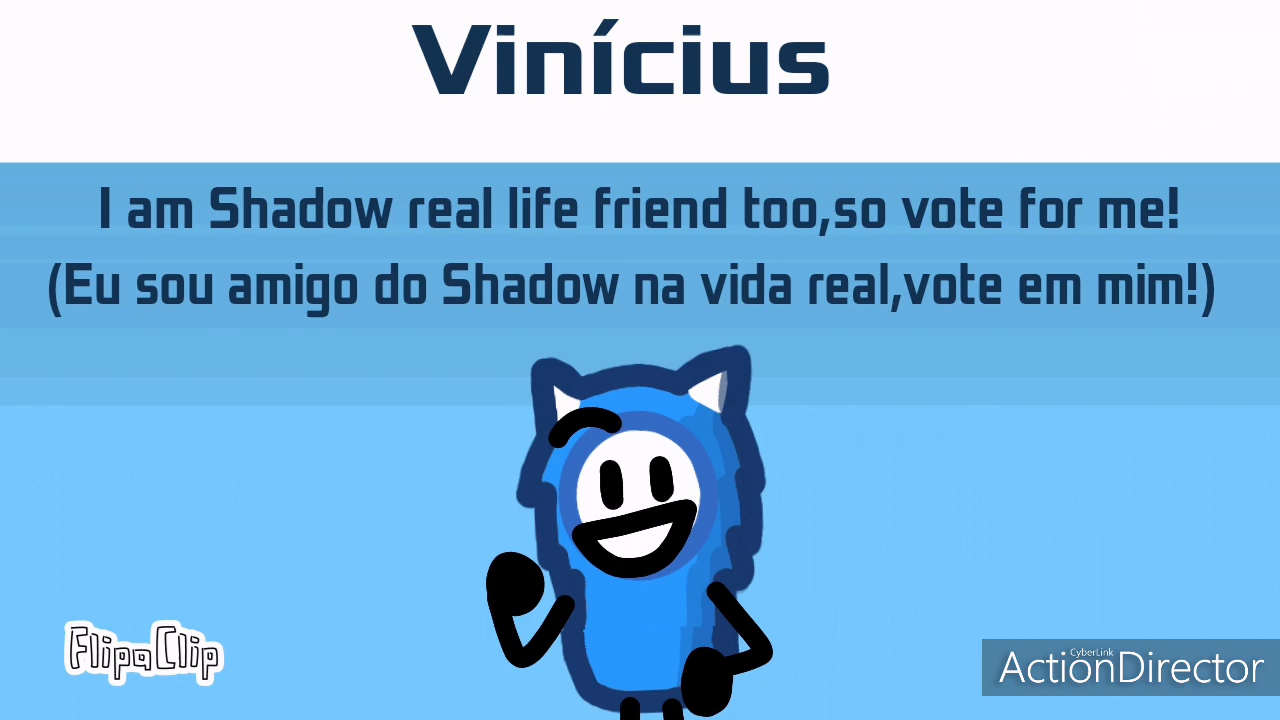 Vinícius
I am Shadow real life friend too,so vote for me!
(Eu sou amigo do Shadow na vida real,vote em mim!)
FlipaClip
CyberLink
ActionDirector